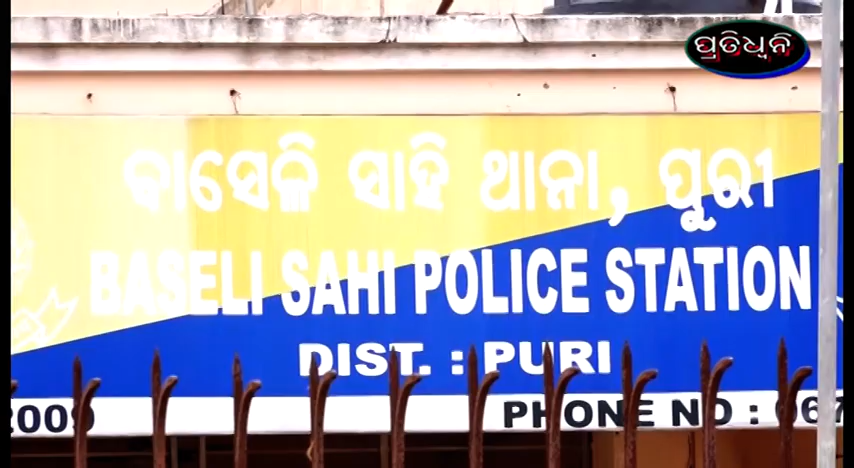 ପ୍ରତିଧ୍ୱନି
ବାସେଳି ସାହି ଥାନା, ପୁରୀ
BASELI SAHI POLICE STATION
DIST. : PURI
2009 PHONE NO : 067